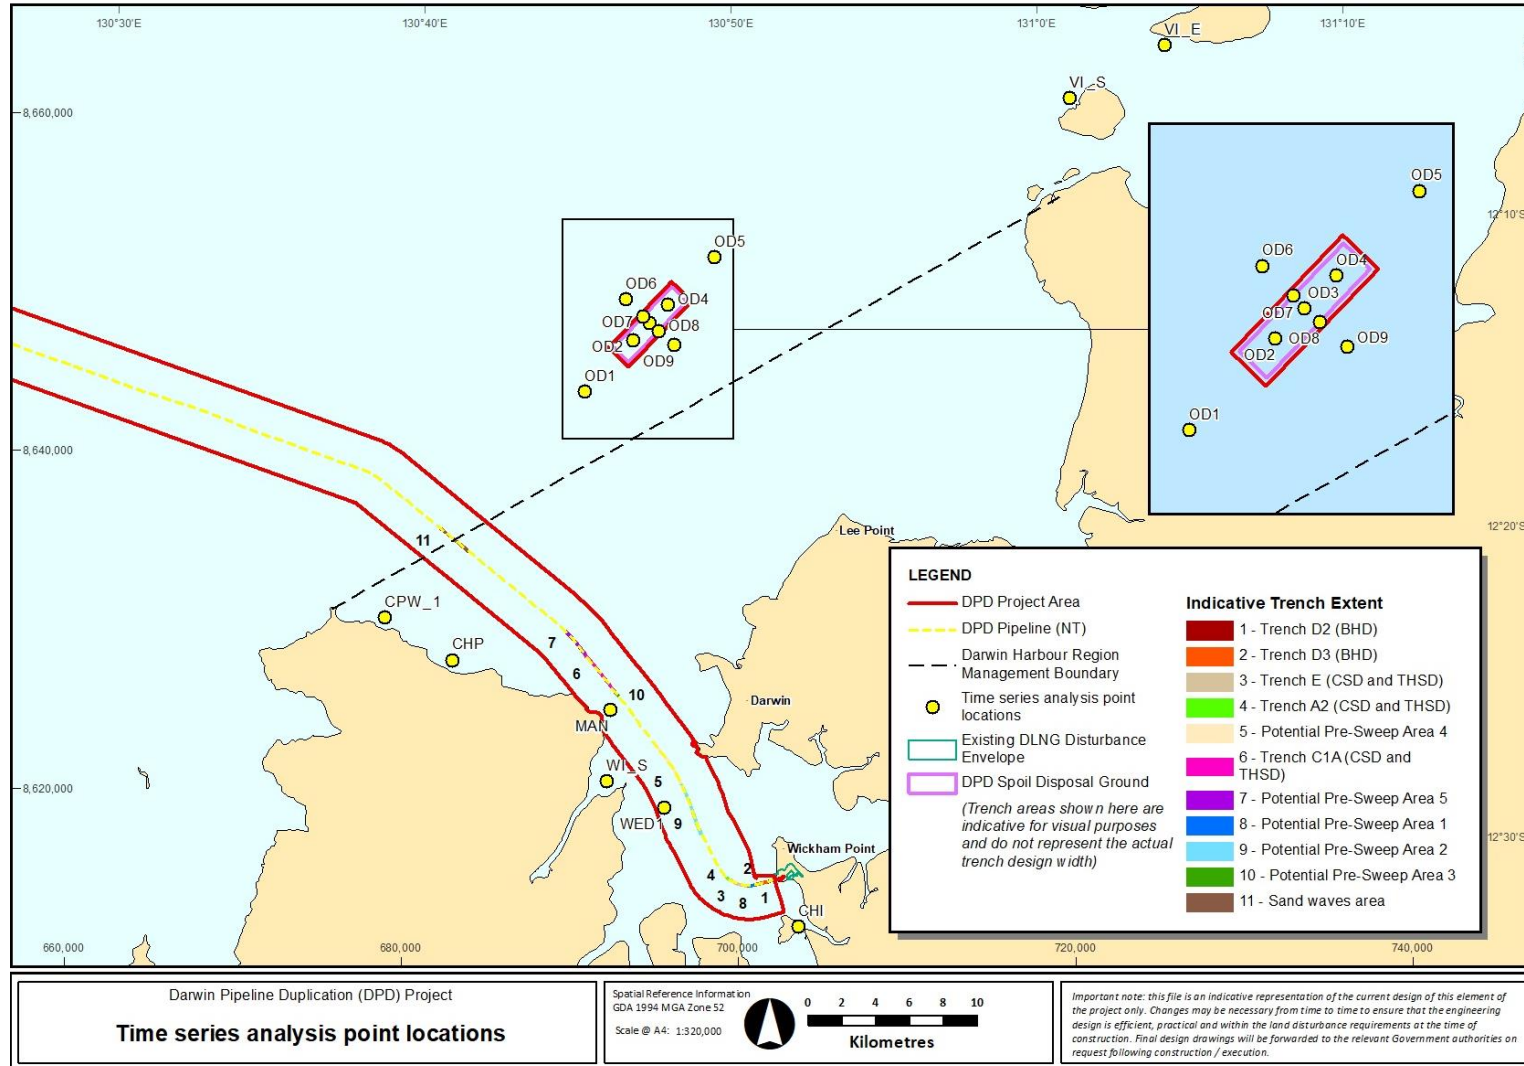 130°30'E
130°40'E
130°50'E
131°0'E
131°10'E
VI_E
VI_S
8,660,000
OD5
OD6
OD4
OD7
OD8
OD2
OD9
OD1
OD5
OD6
OD4
OD3
OD7
OD8
OD2
OD9
OD1
12°10'S
8,640,000
12°20'S
Lee Point
11
CPW_1
CHP
7
6
10
MAN
Darwin
WI_S
5
8,620,000
WED1
9
Wickham Point
12°30'S
2
4
3
8
1
CHI
660,000
680,000
700,000
720,000
740,000
LEGEND
DPD Project Area
DPD Pipeline (NT)
Darwin Harbour Region
Management Boundary
Time series analysis point
locations
Existing DLNG Disturbance
Envelope
DPD Spoil Disposal Ground
(Trench areas shown here are
indicative for visual purposes
and do not represent the actual
trench design width)
Indicative Trench Extent
1 - Trench D2 (BHD)
2 - Trench D3 (BHD)
3 - Trench E (CSD and THSD)
4 - Trench A2 (CSD and THSD)
5 - Potential Pre-Sweep Area 4
6 - Trench C1A (CSD and
THSD)
7 - Potential Pre-Sweep Area 5
8 - Potential Pre-Sweep Area 1
9 - Potential Pre-Sweep Area 2
10 - Potential Pre-Sweep Area 3
11 - Sand waves area
Darwin Pipeline Duplication (DPD) Project
Time series analysis point locations
Spatial Reference Information
GDA 1994 MGA Zone 52
Scale @ A4: 1:320,000
0 2 4 6 8 10
Kilometres
Important note: this file is an indicative representation of the current design of this element of
the project only. Changes may be necessary from time to time to ensure that the engineering
design is efficient, practical and within the land disturbance requirements at the time of
construction. Final design drawings will be forwarded to the relevant Government authorities on
request following construction / execution.